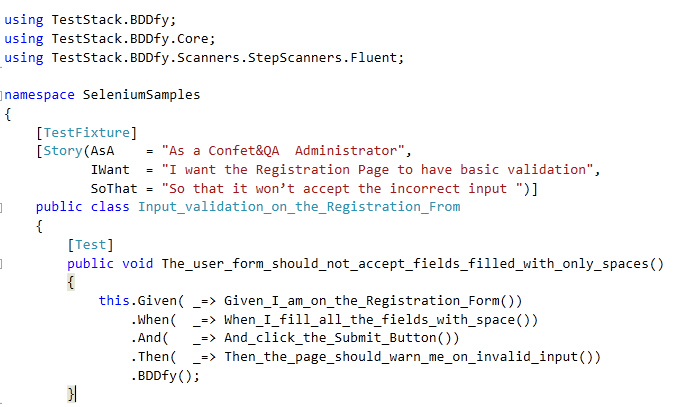 using TestStack.BDDfy;
using TestStack.BDDfy.Core;
using TestStack.BDDfy.Scanners.StepScanners.Fluent;

namespace SeleniumSamples
{
    [TestFixture]
    [Story(AsA    = "As a Confet&QA  Administrator",
           IWant  = "I want the Registration Page to have basic validation",
           SoThat = "So that it won’t accept the incorrect input ")]
    public class Input_validation_on_the_Registration_From
    {
        [Test]
        public void The_user_form_should_not_accept_fields_filled_with_only_spaces()
        {
            this.Given( _=> Given_I_am_on_the_Registration_Form())
                .When(  _=> When_I_fill_all_the_fields_with_space())
                .And(   _=> And_click_the_Submit_Button())
                .Then(  _=> Then_the_page_should_warn_me_on_invalid_input())
                .BDDfy();
        }